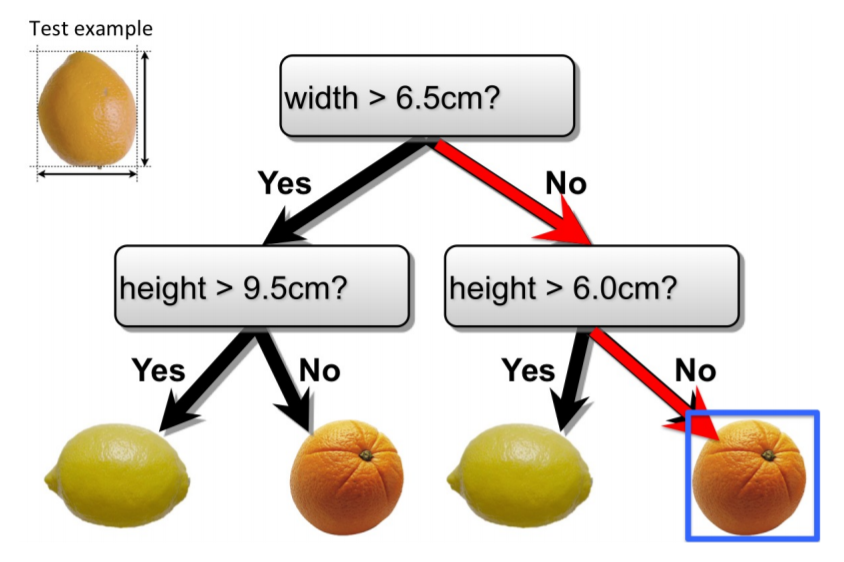 Test example
width > 6.5cm?
Yes
No
height > 9.5cm?
height > 6.0cm?
Yes
No
Yes
No